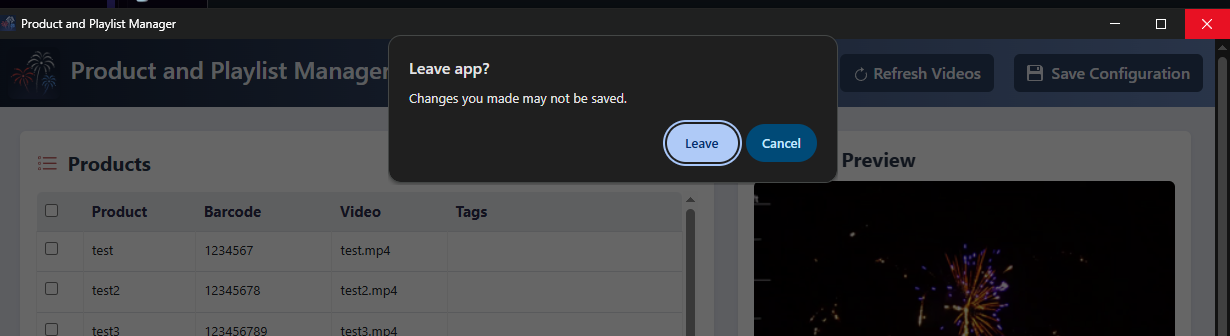 Product and Playlist Manager
Product and Playlist Manager
Refresh Videos
Save Configuration
Leave app?
Changes you made may not be saved.
Leave
Cancel
Products
Product Barcode Video Tags
test 1234567 test.mp4
test2 12345678 test2.mp4
test3 123456789 test3.mp4
Preview